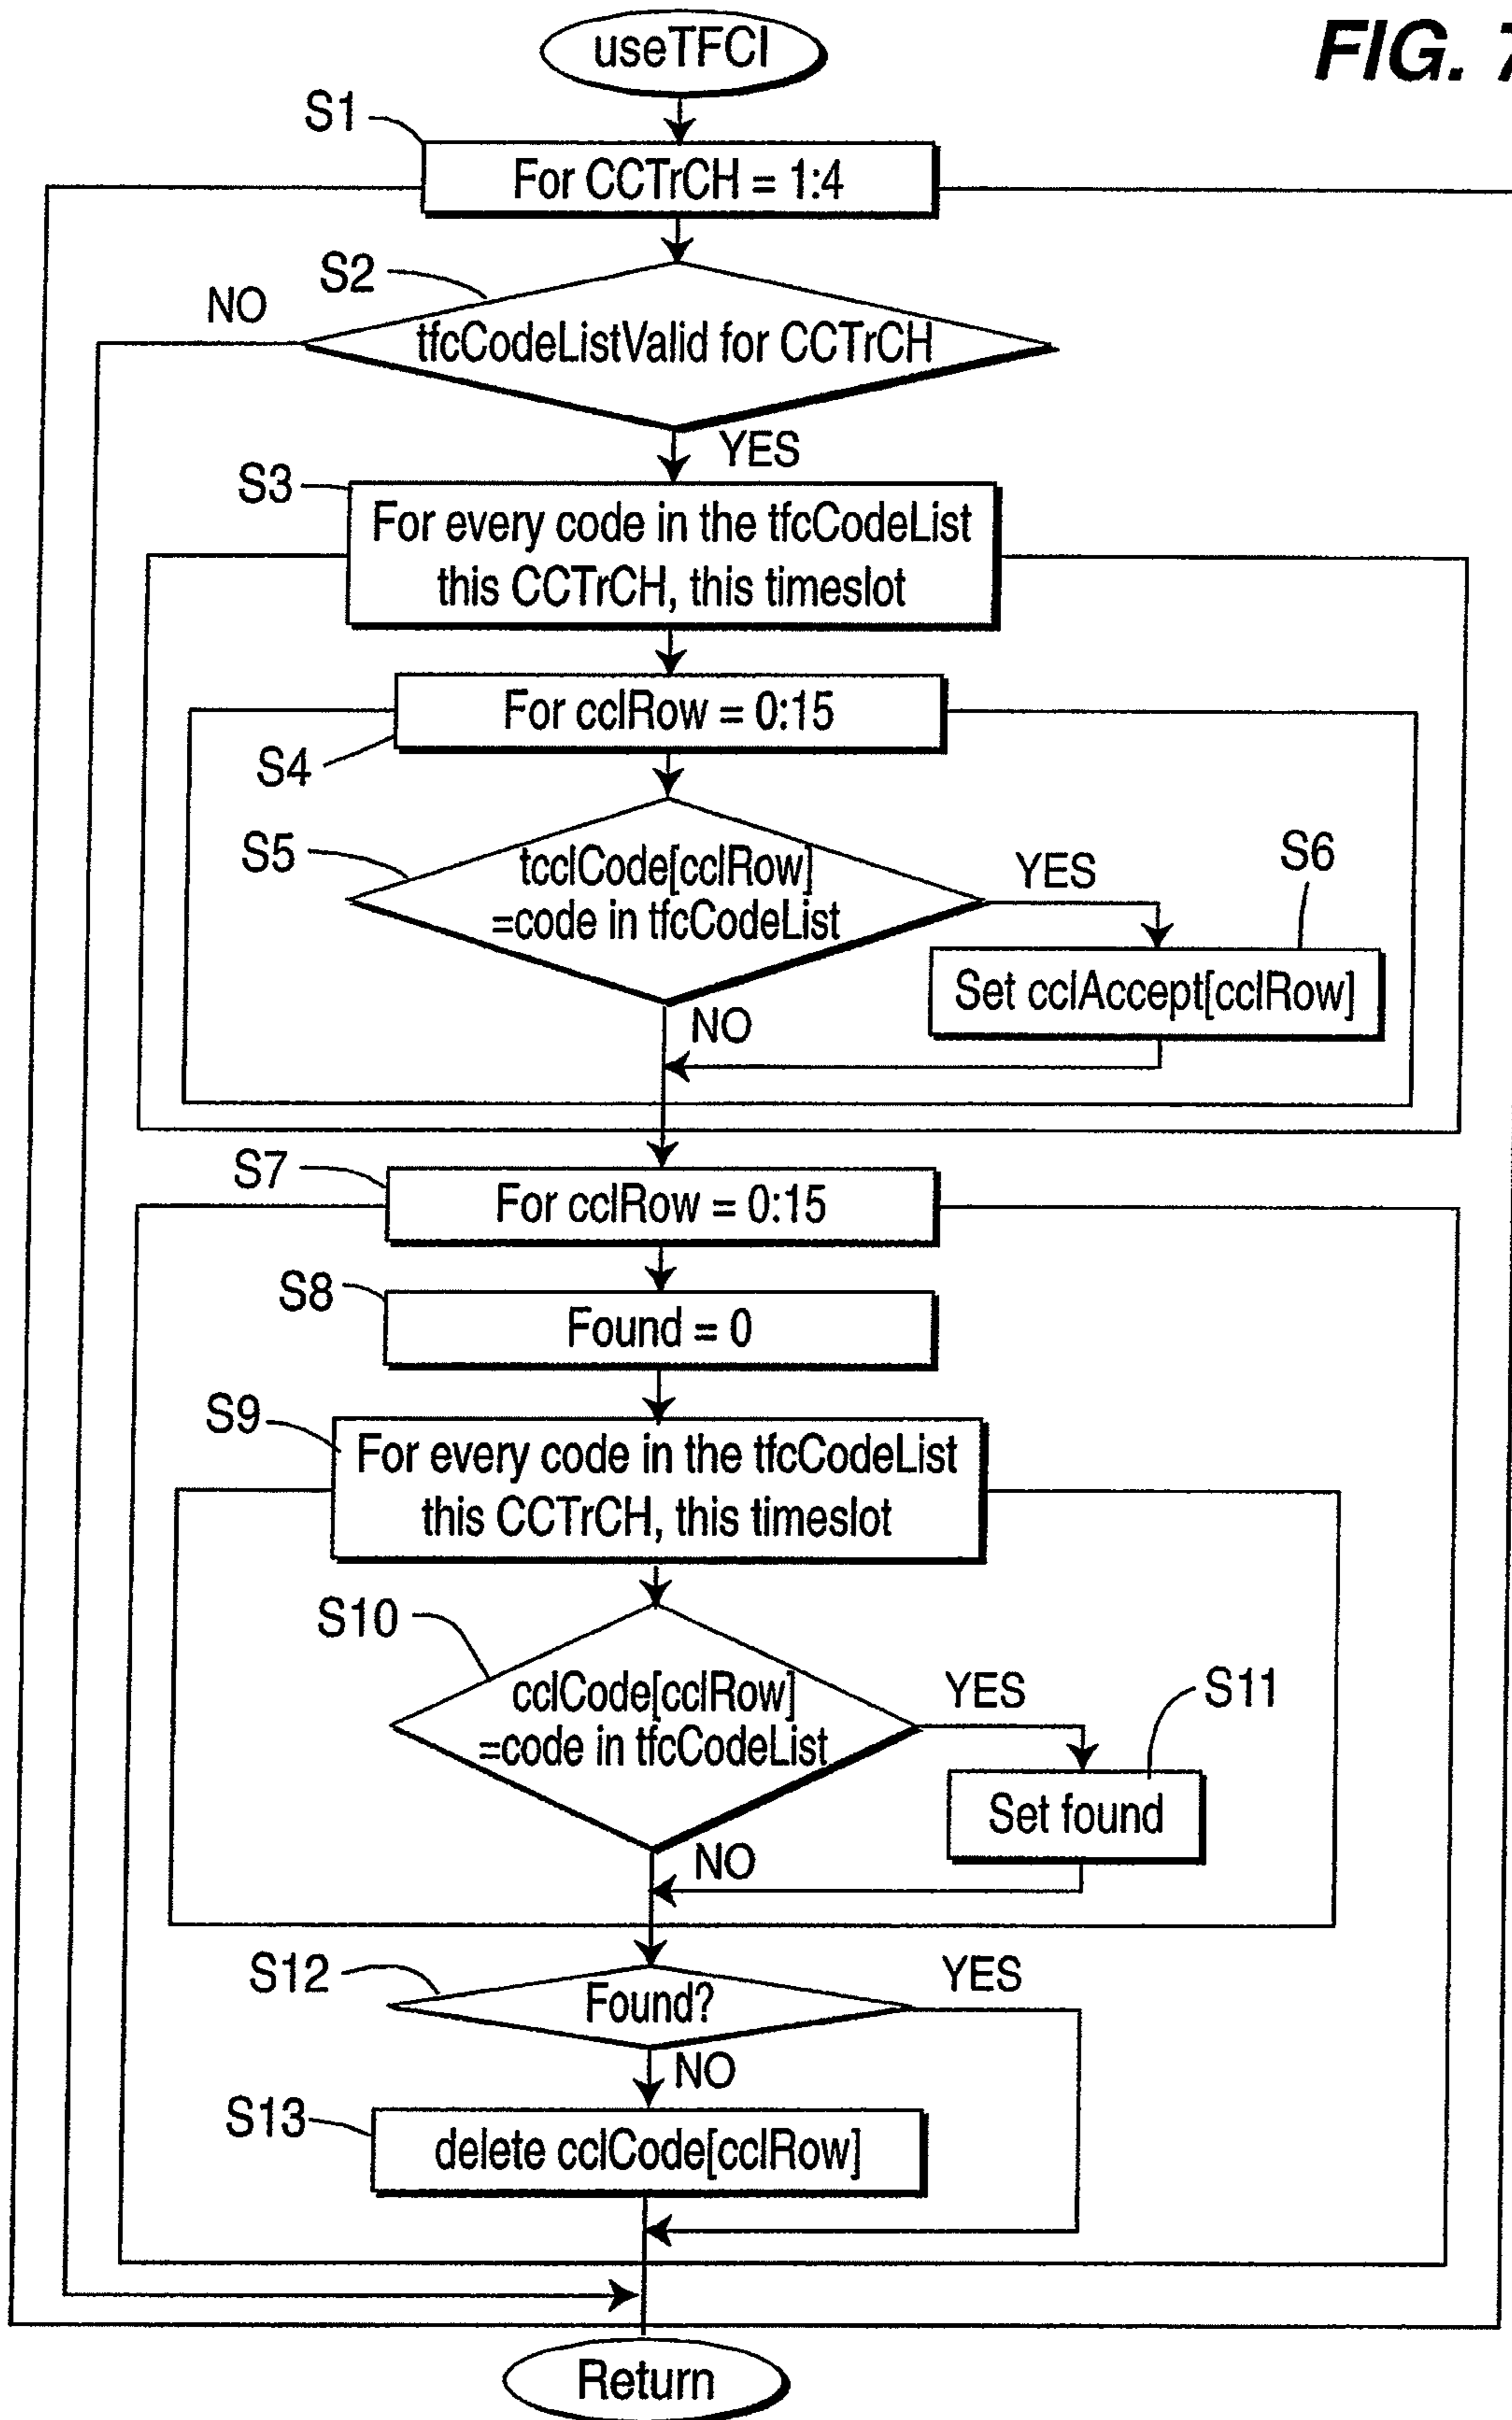 FIG. 7
useTFCI
S1
For CCTrCH = 1:4
S2
NO
tfcCodeListValid for CCTrCH
YES
S3
For every code in the tfcCodeList
this CCTrCH, this timeslot
For cclRow = 0:15
S4
S5
tcclCode[cclRow]
=code in tfcCodeList
YES
S6
Set cclAccept[cclRow]
NO
S7
For cclRow = 0:15
S8
Found = 0
S9
For every code in the tfcCodeList
this CCTrCH, this timeslot
S10
cclCode[cclRow]
=code in tfcCodeList
YES
S11
Set found
NO
S12
Found?
YES
NO
S13
delete cclCode[cclRow]
Return